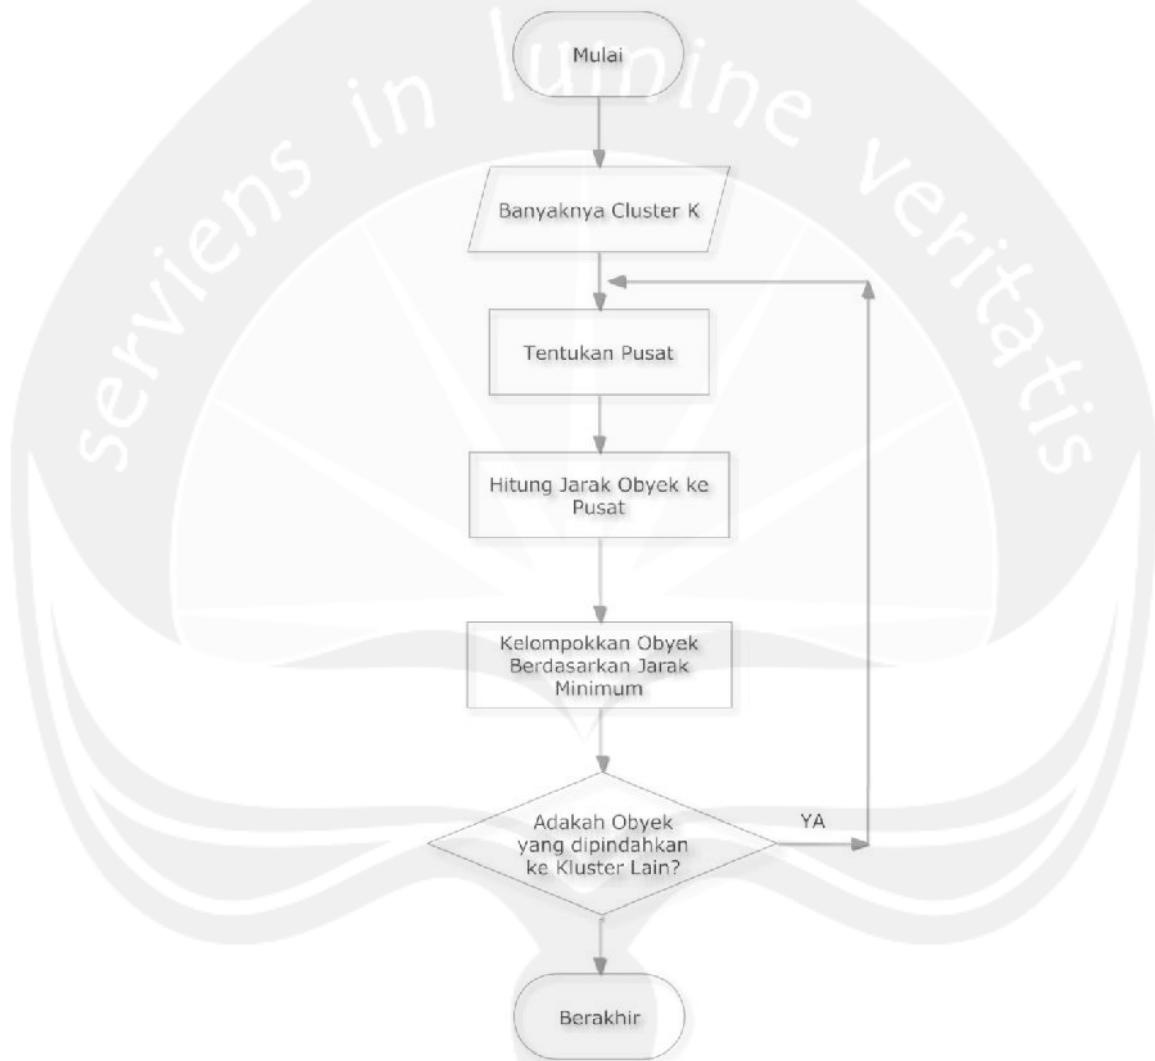 serviens in lumine veritatis
Mulai
Banyaknya Cluster K
Tentukan Pusat
Hitung Jarak Obyek ke
Pusat
Kelompokkan Obyek
Berdasarkan Jarak
Minimum
Adakah Obyek
yang dipindahkan
ke Kluster Lain?
YA
Berakhir